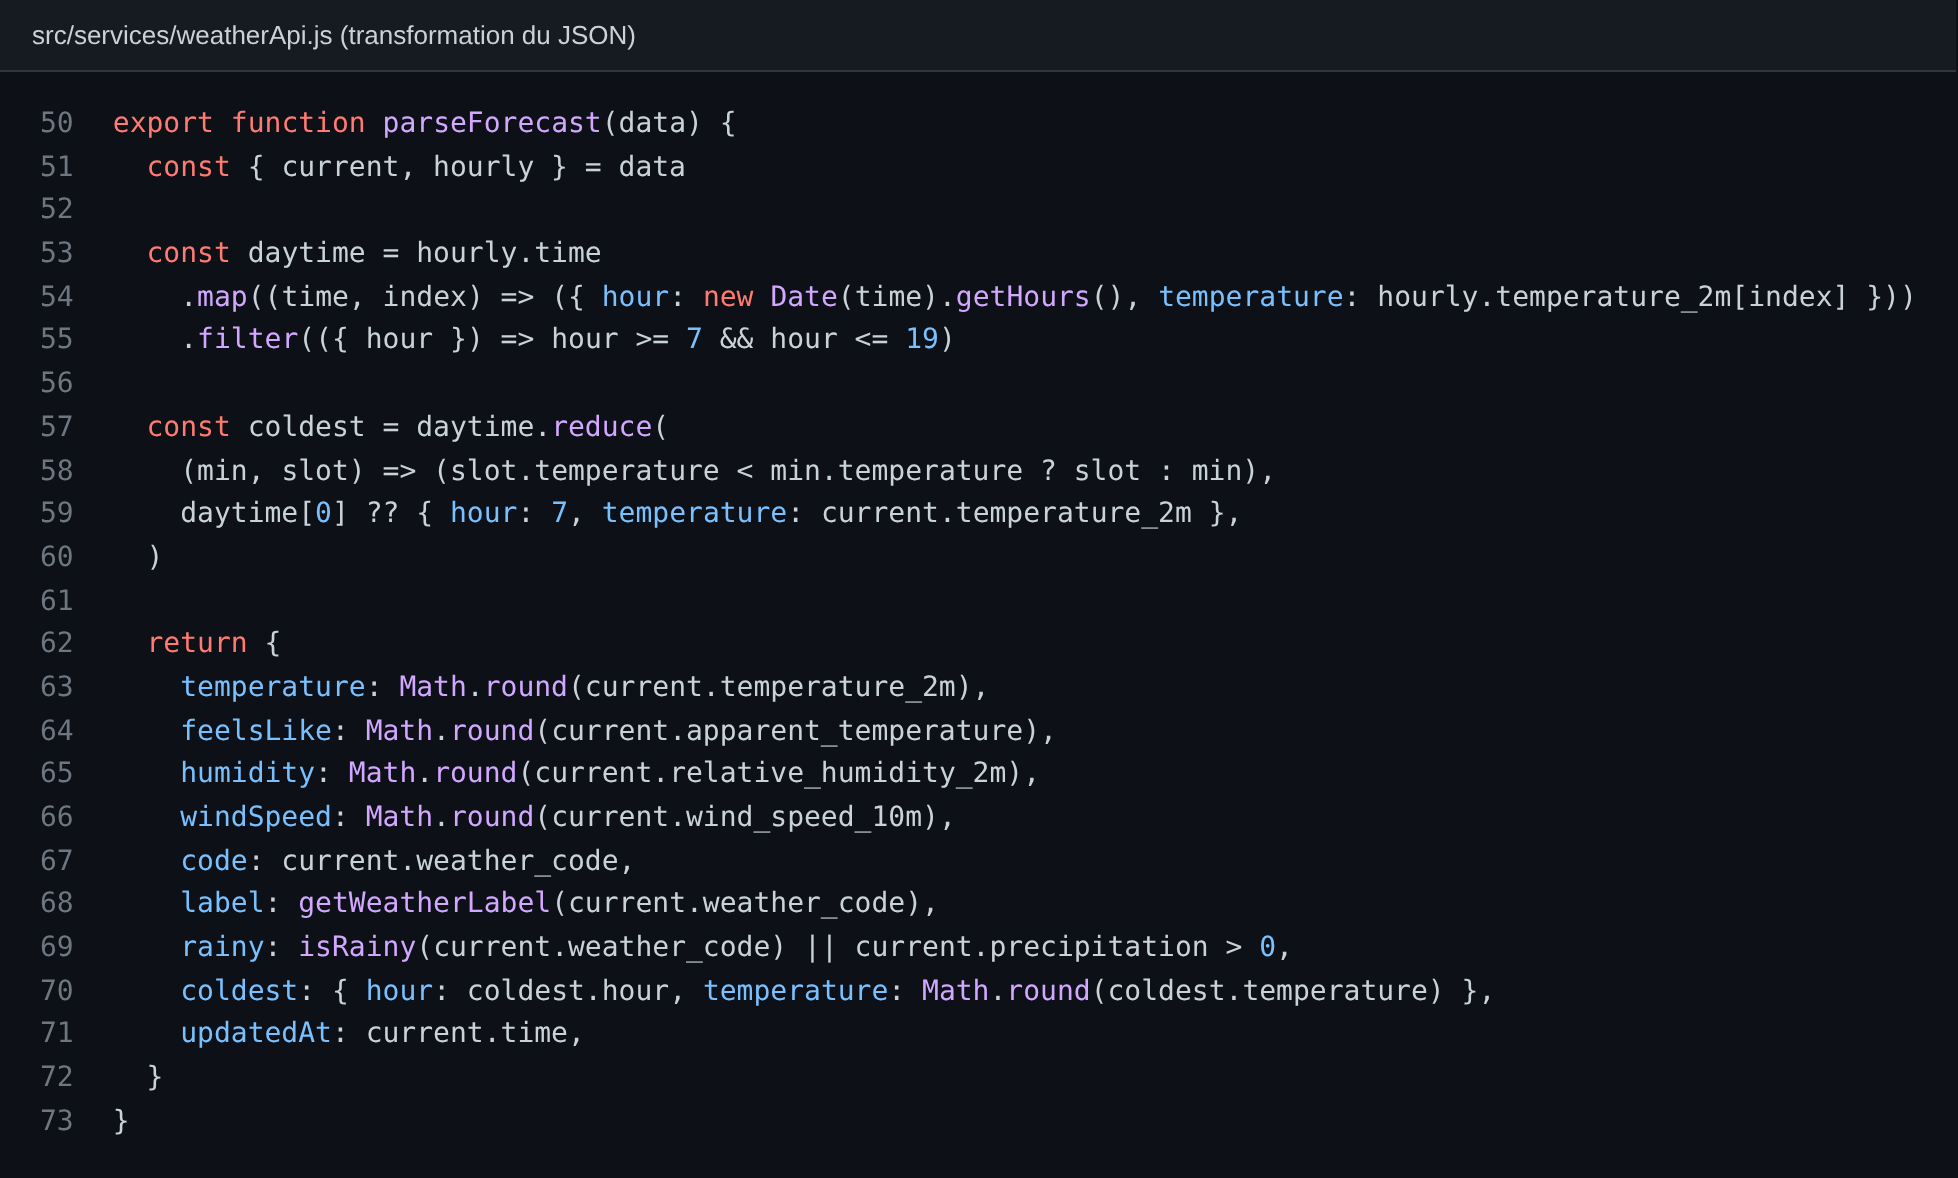 src/services/weatherApi.js (transformation du JSON)
50 export function parseForecast(data) {
51   const { current, hourly } = data
52
53   const daytime = hourly.time
54     .map((time, index) => ({ hour: new Date(time).getHours(), temperature: hourly.temperature_2m[index] }))
55     .filter(({ hour }) => hour >= 7 && hour <= 19)
56
57   const coldest = daytime.reduce(
58     (min, slot) => (slot.temperature < min.temperature ? slot : min),
59     daytime[0] ?? { hour: 7, temperature: current.temperature_2m },
60   )
61
62   return {
63     temperature: Math.round(current.temperature_2m),
64     feelsLike: Math.round(current.apparent_temperature),
65     humidity: Math.round(current.relative_humidity_2m),
66     windSpeed: Math.round(current.wind_speed_10m),
67     code: current.weather_code,
68     label: getWeatherLabel(current.weather_code),
69     rainy: isRainy(current.weather_code) || current.precipitation > 0,
70     coldest: { hour: coldest.hour, temperature: Math.round(coldest.temperature) },
71     updatedAt: current.time,
72   }
73 }